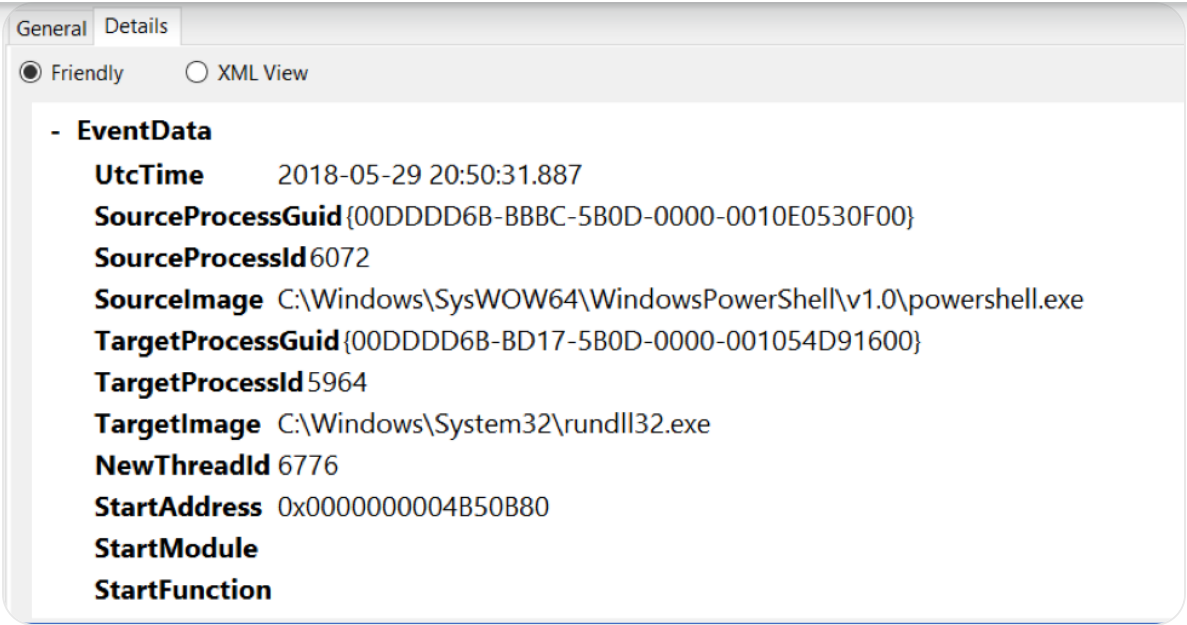 General Details
Friendly XML View
- EventData
UtcTime 2018-05-29 20:50:31.887
SourceProcessGuid {00DDDD6B-BBBC-5B0D-0000-0010E0530F00}
SourceProcessId 6072
SourceImage C:\Windows\SysWOW64\WindowsPowerShell\v1.0\powershell.exe
TargetProcessGuid {00DDDD6B-BD17-5B0D-0000-001054D91600}
TargetProcessId 5964
TargetImage C:\Windows\System32\rundll32.exe
NewThreadId 6776
StartAddress 0x0000000004B50B80
StartModule
StartFunction